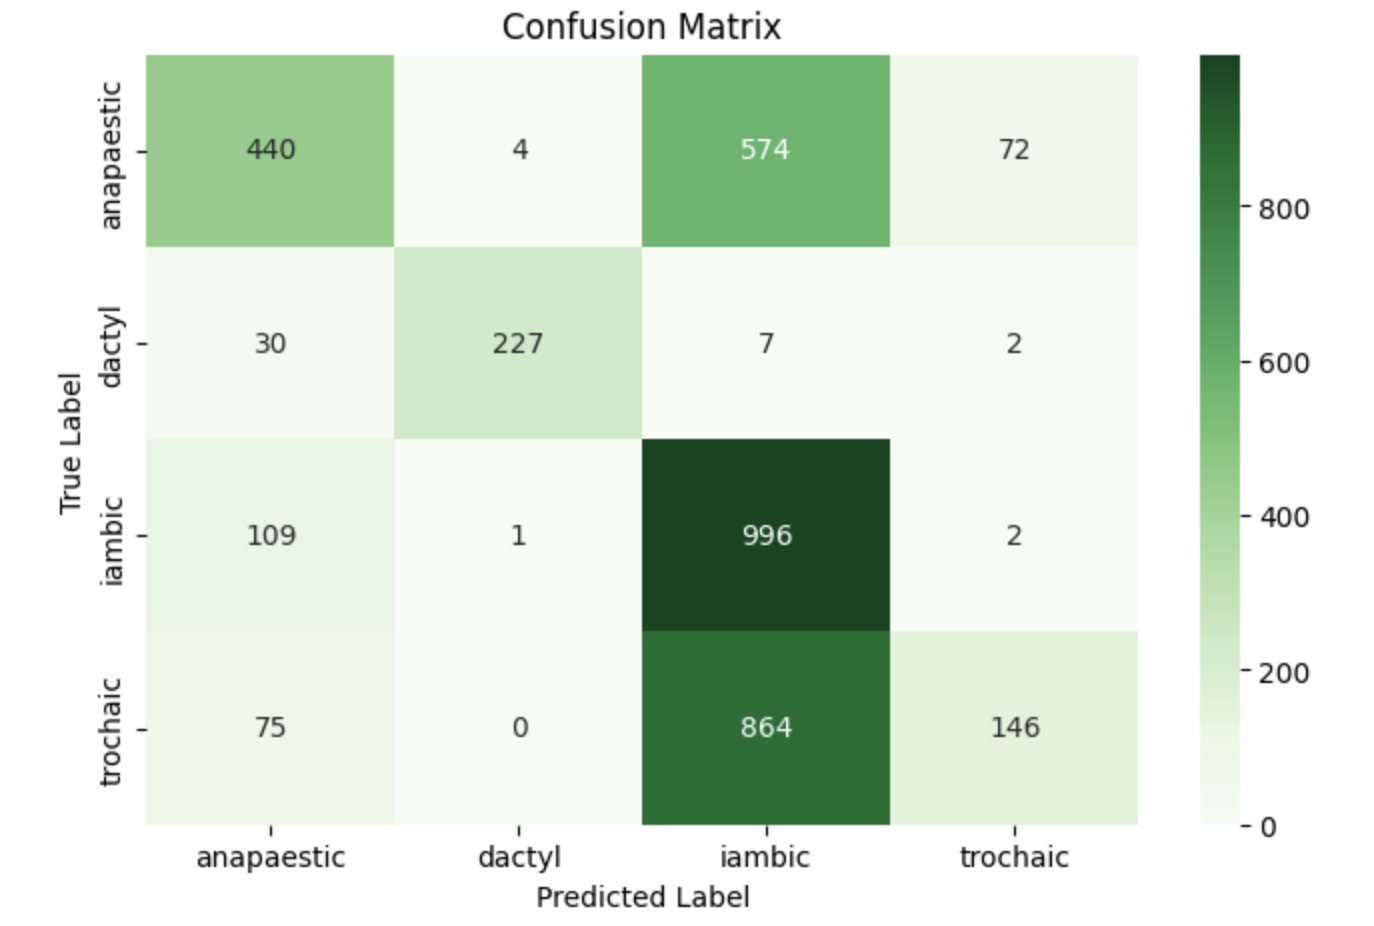 Confusion Matrix
True Label
anapaestic
440 4 574 72
dactyl
30 227 7 2
iambic
109 1 996 2
trochaic
75 0 864 146
anapaestic dactyl iambic trochaic
Predicted Label
800
600
400
200
0